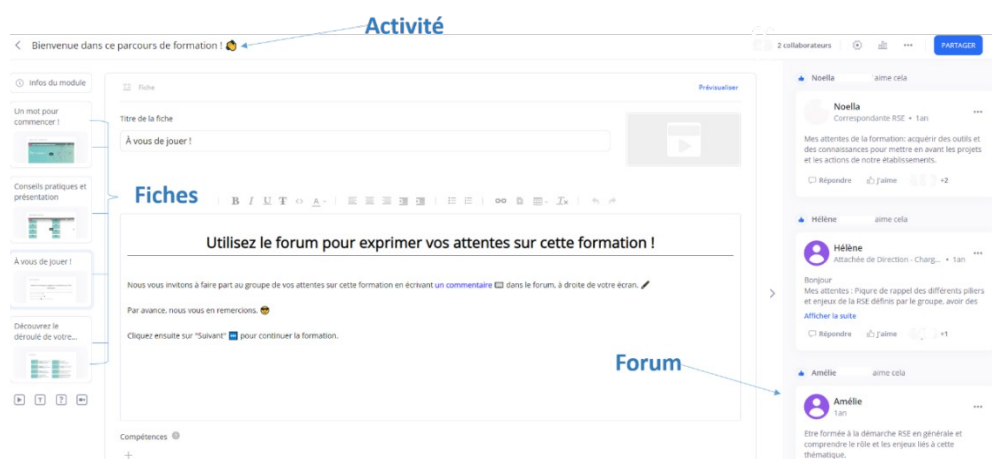 Activité
Bienvenue dans ce parcours de formation !
2 collaborateurs
PARTAGER
Infos du module
Un mot pour
commencer !
Conseils pratiques et
présentation
À vous de jouer !
Découvrez le
déroulé de votre...
Fiches
Fiche
Prévisualiser
Titre de la fiche
À vous de jouer !
B I U T A
Utilisez le forum pour exprimer vos attentes sur cette formation !
Nous vous invitons à faire part au groupe de vos attentes sur cette formation en écrivant un commentaire dans le forum, à droite de votre écran.
Par avance, nous vous en remercions.
Cliquez ensuite sur "Suivant" pour continuer la formation.
Compétences
Forum
Noella aime cela
Noella
Correspondante RSE • 1an
Mes attentes de la formation: acquérir des outils et
des connaissances pour mettre en avant les projets
et les actions de notre établissements.
Répondre J'aime +2
Hélène aime cela
Hélène
Attachée de Direction - Charg... • 1an
Bonjour
Mes attentes : Piqure de rappel des différents piliers
et enjeux de la RSE définis par le groupe, avoir des
Afficher la suite
Répondre J'aime +1
Amélie aime cela
Amélie
1an
Etre formée à la démarche RSE en générale et
comprendre le rôle et les enjeux liés à cette
thématique.